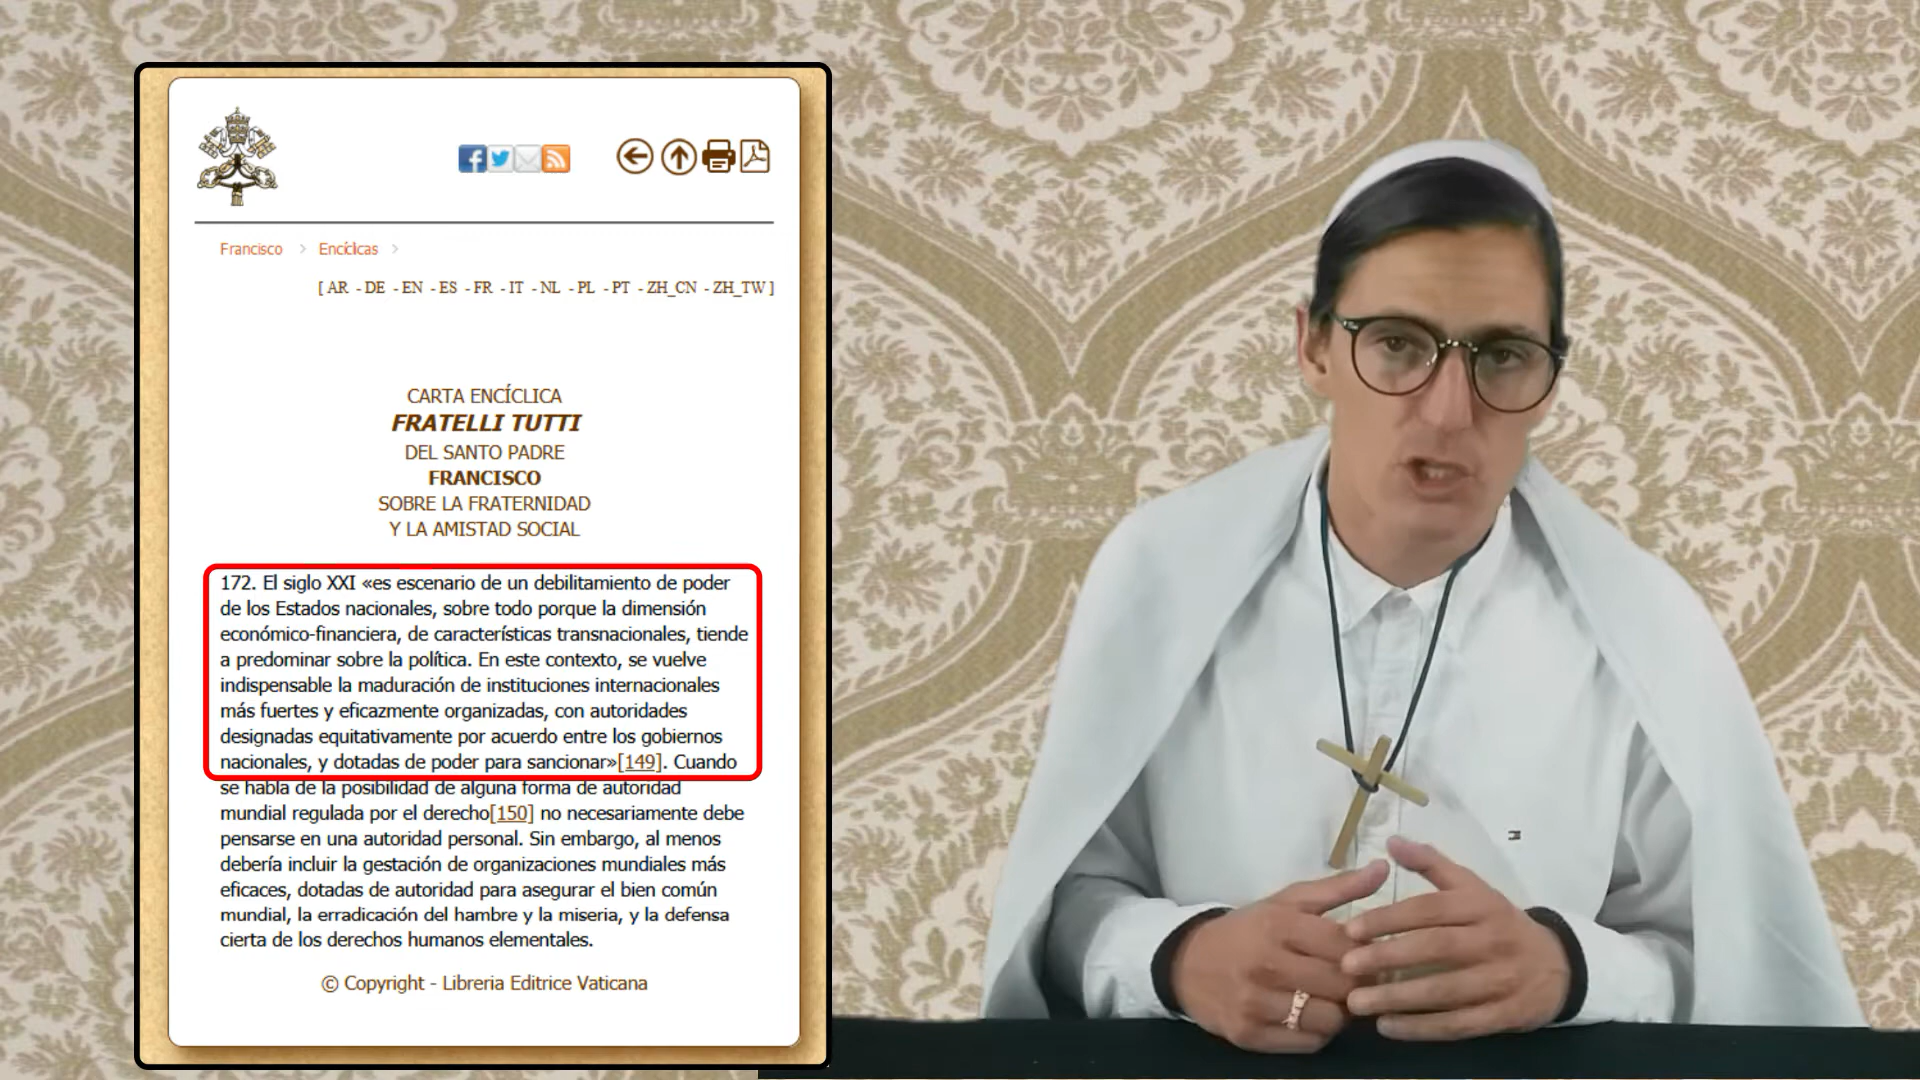 Francisco > Encíclicas >
[ AR - DE - EN - ES - FR - IT - NL - PL - PT - ZH_CN - ZH_TW ]
CARTA ENCÍCLICA
FRATELLI TUTTI
DEL SANTO PADRE
FRANCISCO
SOBRE LA FRATERNIDAD
Y LA AMISTAD SOCIAL
172. El siglo XXI «es escenario de un debilitamiento de poder
de los Estados nacionales, sobre todo porque la dimensión
económico-financiera, de características transnacionales, tiende
a predominar sobre la política. En este contexto, se vuelve
indispensable la maduración de instituciones internacionales
más fuertes y eficazmente organizadas, con autoridades
designadas equitativamente por acuerdo entre los gobiernos
nacionales, y dotadas de poder para sancionar»[149]. Cuando
se habla de la posibilidad de alguna forma de autoridad
mundial regulada por el derecho[150] no necesariamente debe
pensarse en una autoridad personal. Sin embargo, al menos
debería incluir la gestación de organizaciones mundiales más
eficaces, dotadas de autoridad para asegurar el bien común
mundial, la erradicación del hambre y la miseria, y la defensa
cierta de los derechos humanos elementales.
© Copyright - Libreria Editrice Vaticana